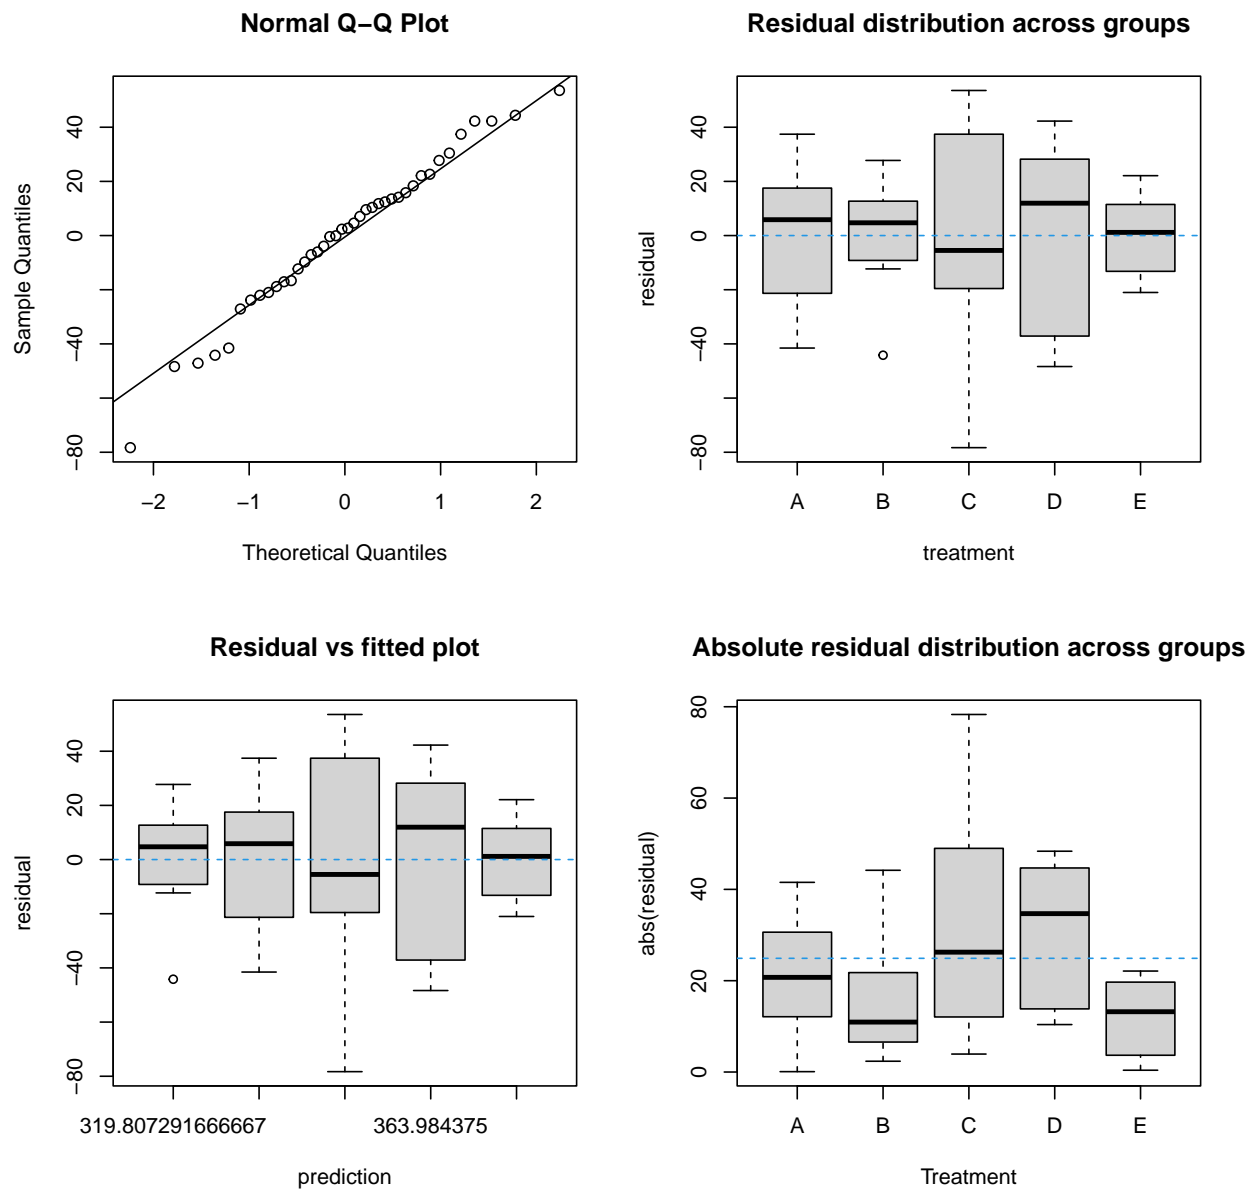 Normal Q−Q Plot
Sample Quantiles
40
20
0
−40
−80
−2 −1 0 1 2
Theoretical Quantiles
Residual distribution across groups
residual
40
20
0
−40
−80
A B C D E
treatment
Residual vs fitted plot
residual
40
20
0
−40
−80
319.807291666667 363.984375
prediction
Absolute residual distribution across groups
abs(residual)
80
60
40
20
0
A B C D E
Treatment